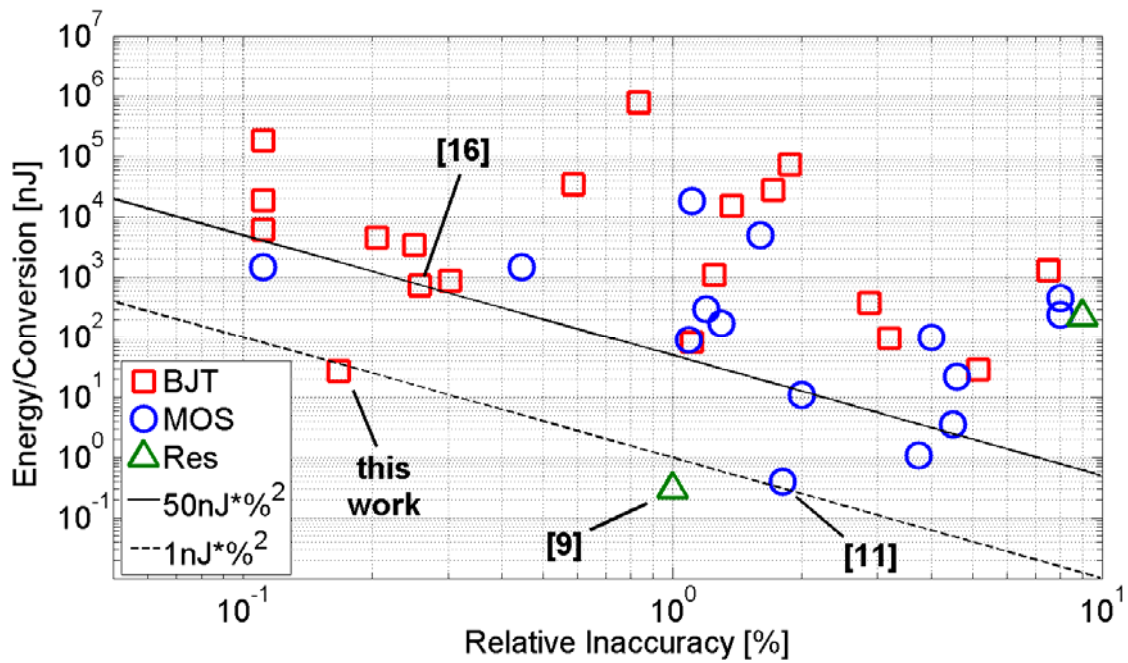 10^7
10^6
10^5
10^4
10^3
10^2
10^1
10^0
10^-1
Energy/Conversion [nJ]
[16]
BJT
MOS
Res
50nJ*%^2
1nJ*%^2
this
work
[9]
[11]
10^-1
10^0
10^1
Relative Inaccuracy [%]